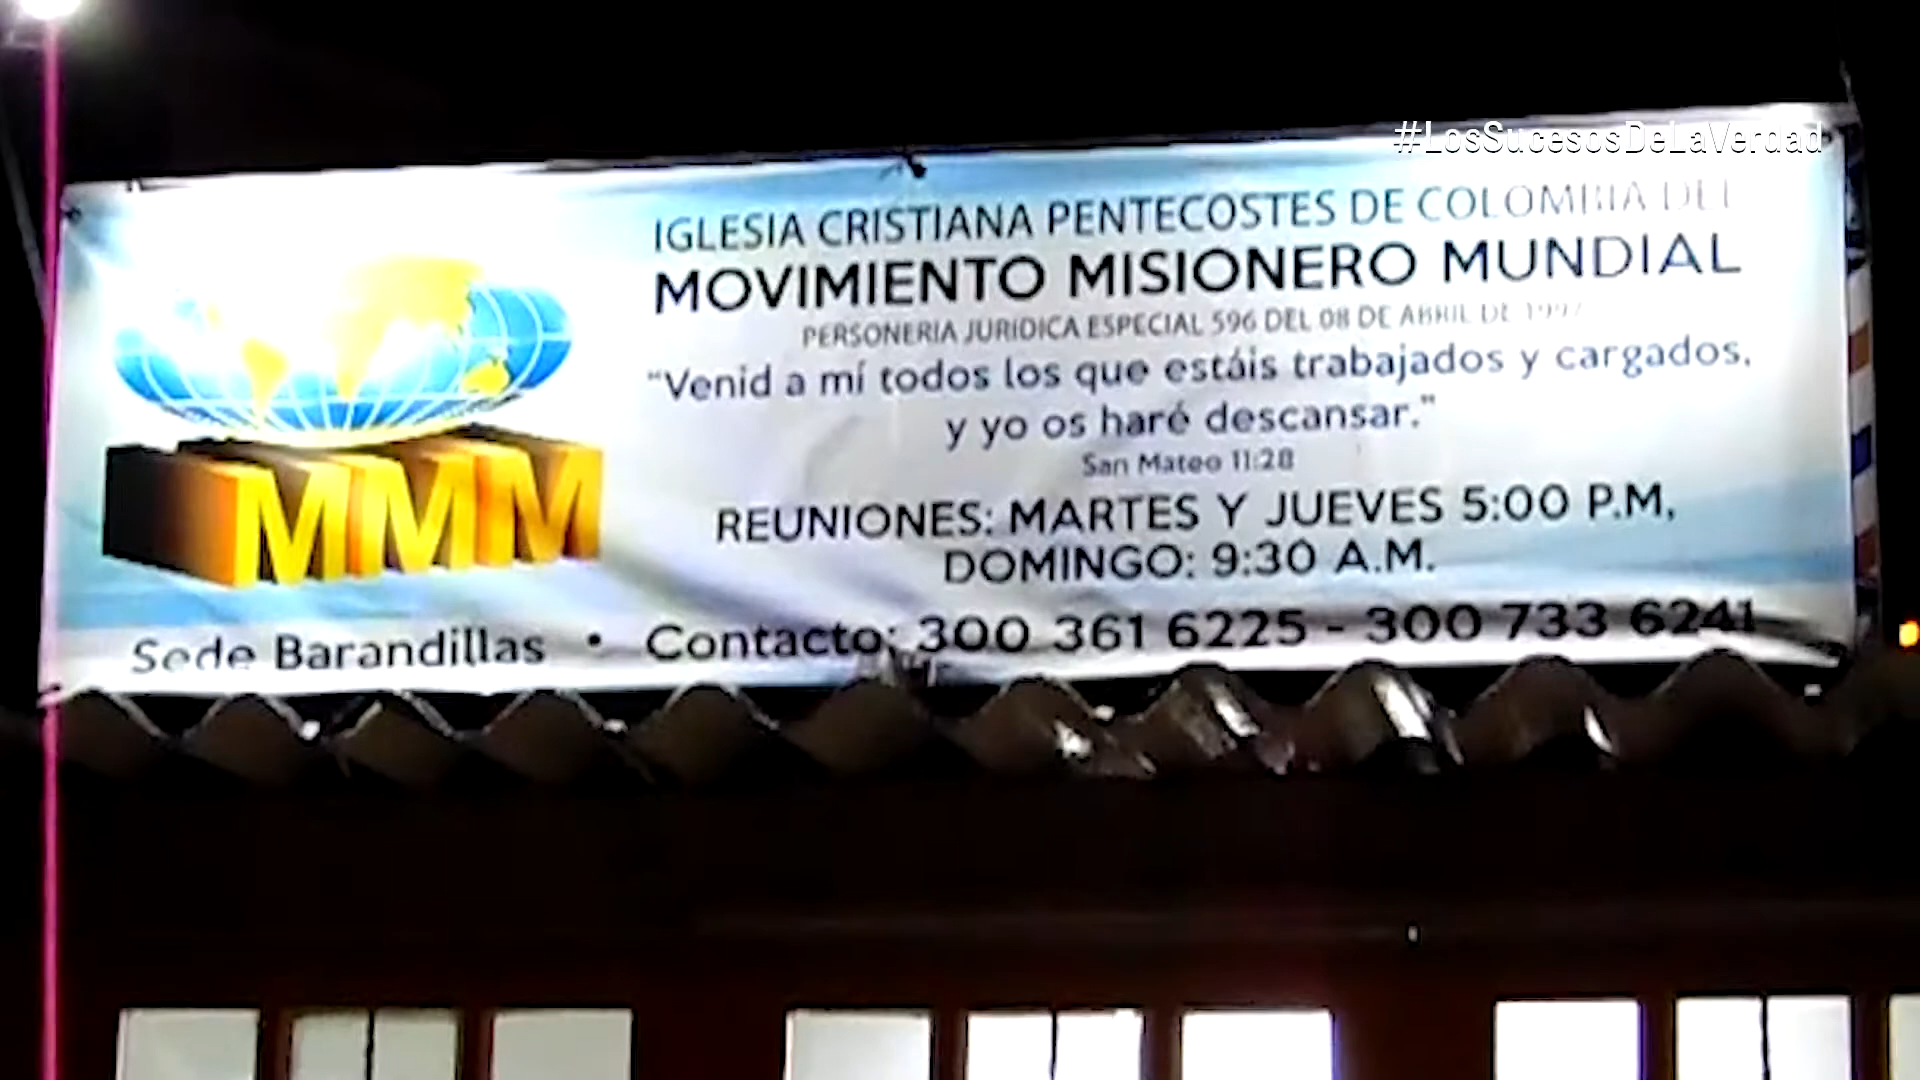 #LosSucesosDeLaVerdad
IGLESIA CRISTIANA PENTECOSTES DE COLOMBIA DEL
MOVIMIENTO MISIONERO MUNDIAL
PERSONERIA JURIDICA ESPECIAL 596 DEL 08 DE ABRIL DE 1997
"Venid a mí todos los que estáis trabajados y cargados,
y yo os haré descansar."
San Mateo 11:28
REUNIONES: MARTES Y JUEVES 5:00 P.M,
DOMINGO: 9:30 A.M.
MMM
Sede Barandillas • Contacto: 300 361 6225 - 300 733 6241